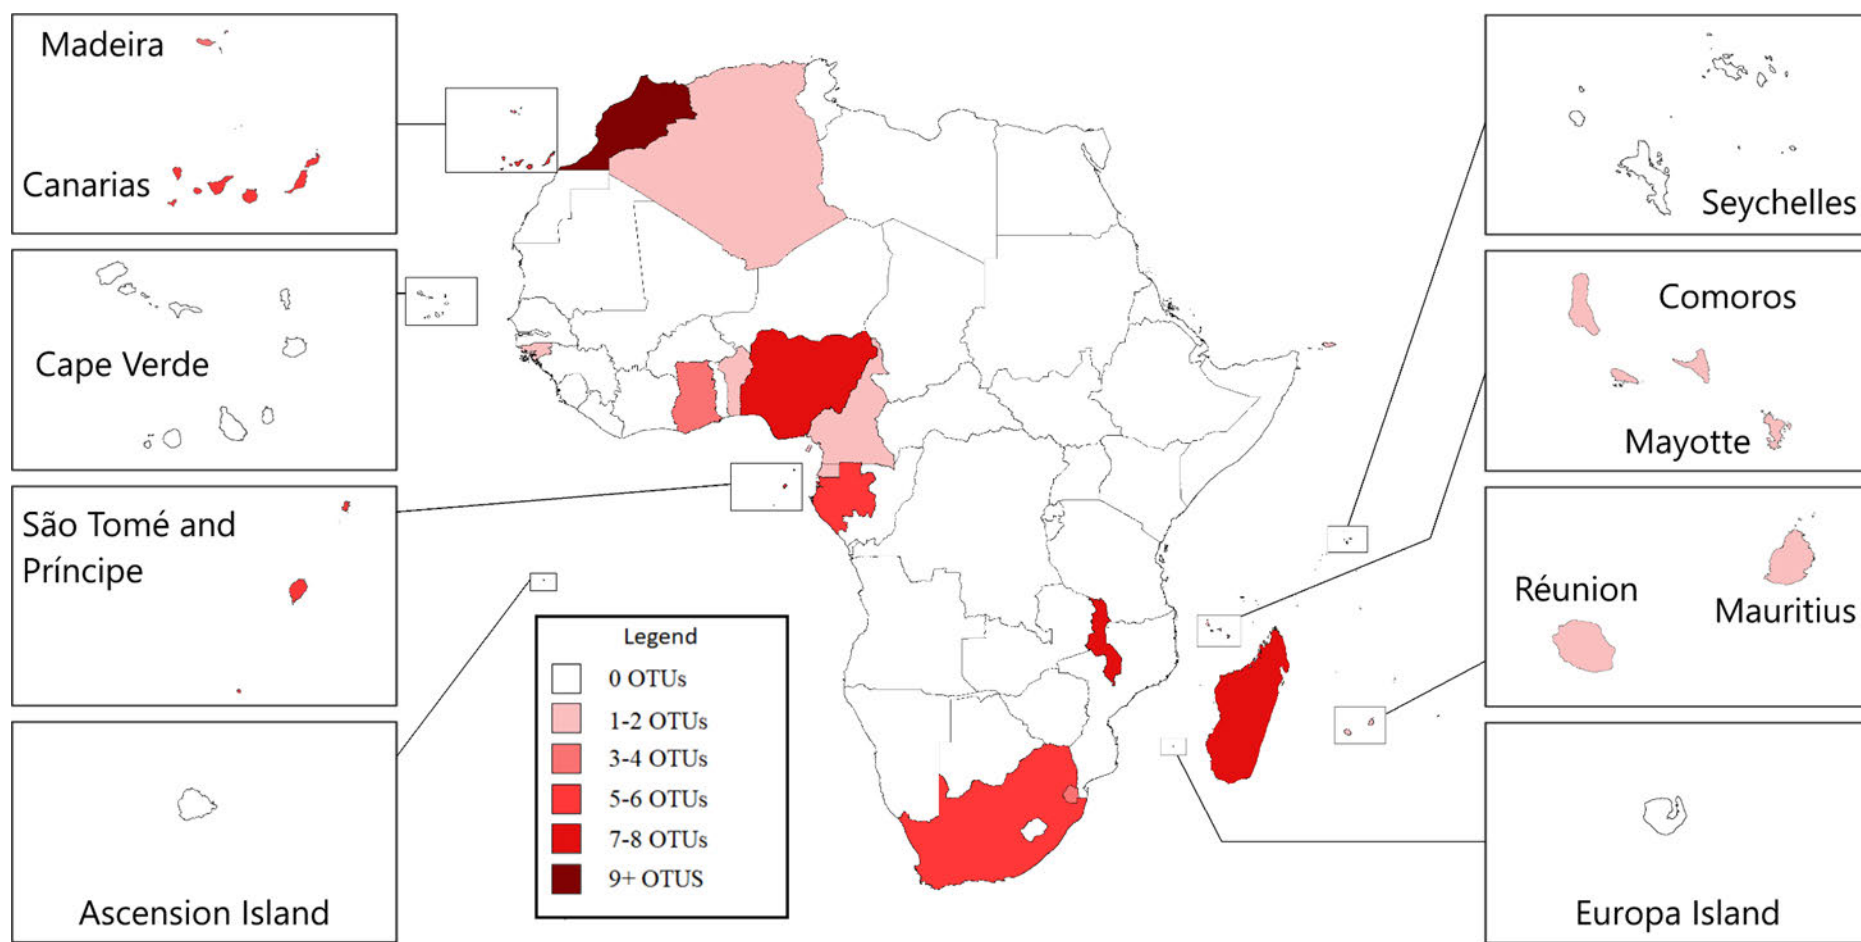 Madeira
Canarias
Cape Verde
São Tomé and
Príncipe
Ascension Island
Legend
0 OTUs
1-2 OTUs
3-4 OTUs
5-6 OTUs
7-8 OTUs
9+ OTUS
Seychelles
Comoros
Mayotte
Réunion
Mauritius
Europa Island